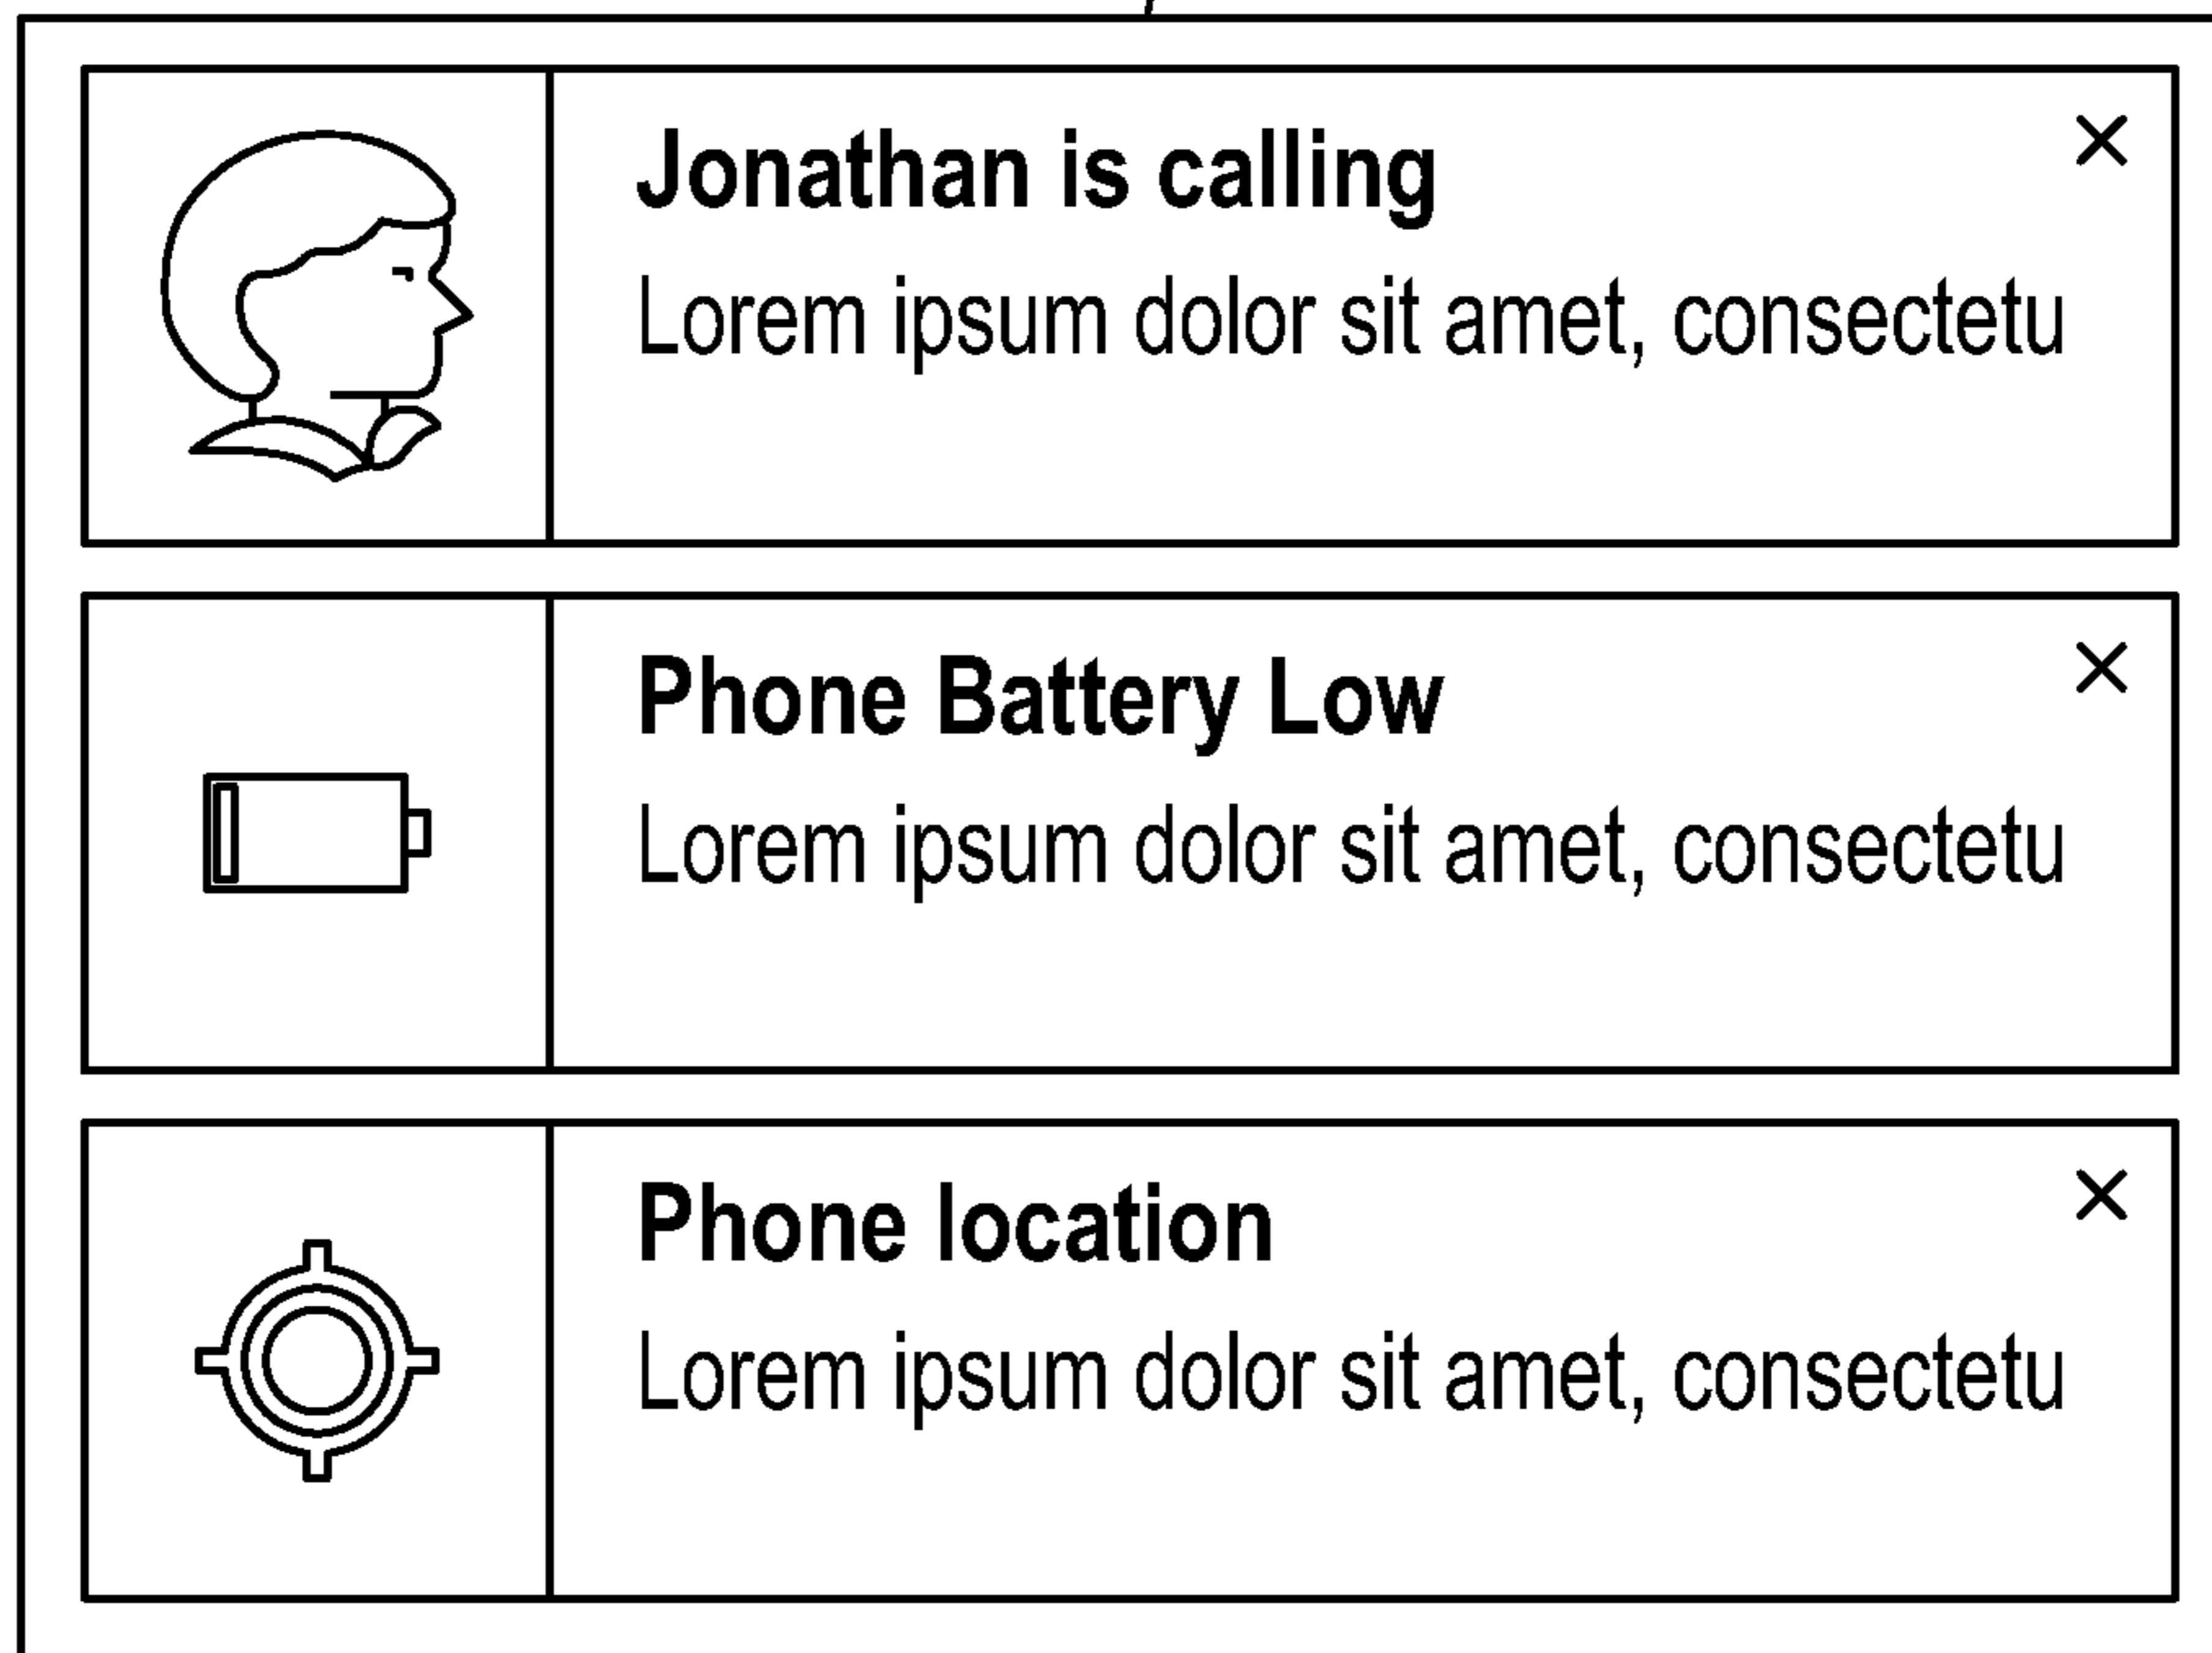 Jonathan is calling
Lorem ipsum dolor sit amet, consectetu
Phone Battery Low
Lorem ipsum dolor sit amet, consectetu
Phone location
Lorem ipsum dolor sit amet, consectetu